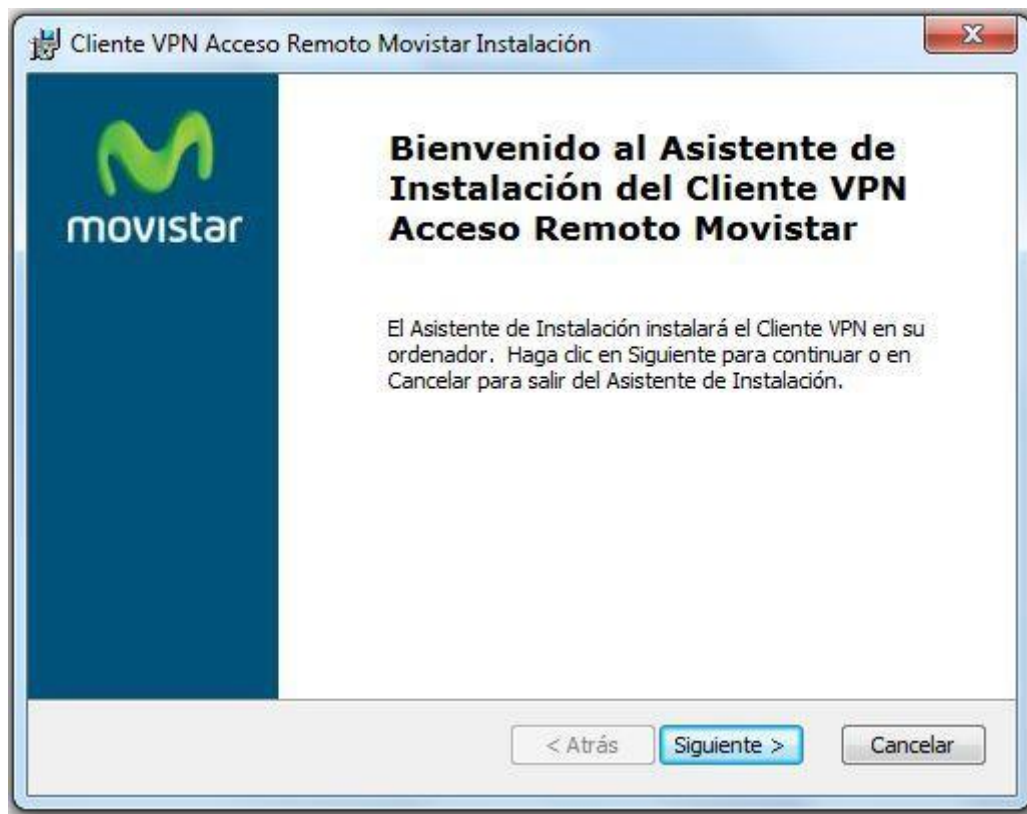 Cliente VPN Acceso Remoto Movistar Instalación
movistar
Bienvenido al Asistente de
Instalación del Cliente VPN
Acceso Remoto Movistar
El Asistente de Instalación instalará el Cliente VPN en su
ordenador. Haga clic en Siguiente para continuar o en
Cancelar para salir del Asistente de Instalación.
< Atrás Siguiente > Cancelar